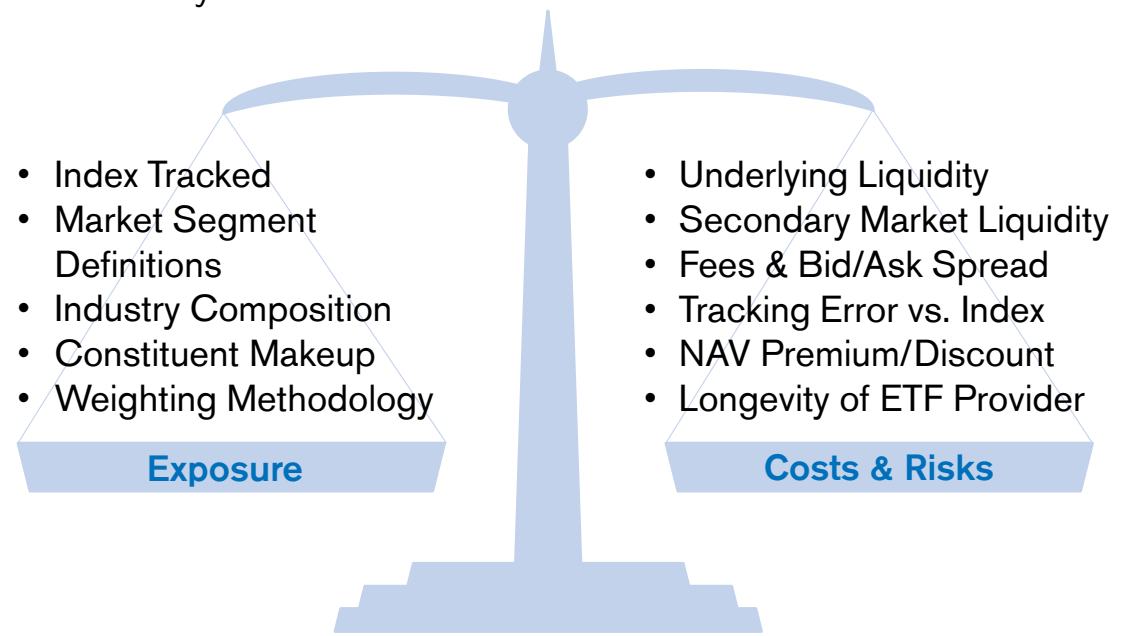 • Index Tracked
• Market Segment
Definitions
• Industry Composition
• Constituent Makeup
• Weighting Methodology
Exposure
• Underlying Liquidity
• Secondary Market Liquidity
• Fees & Bid/Ask Spread
• Tracking Error vs. Index
• NAV Premium/Discount
• Longevity of ETF Provider
Costs & Risks